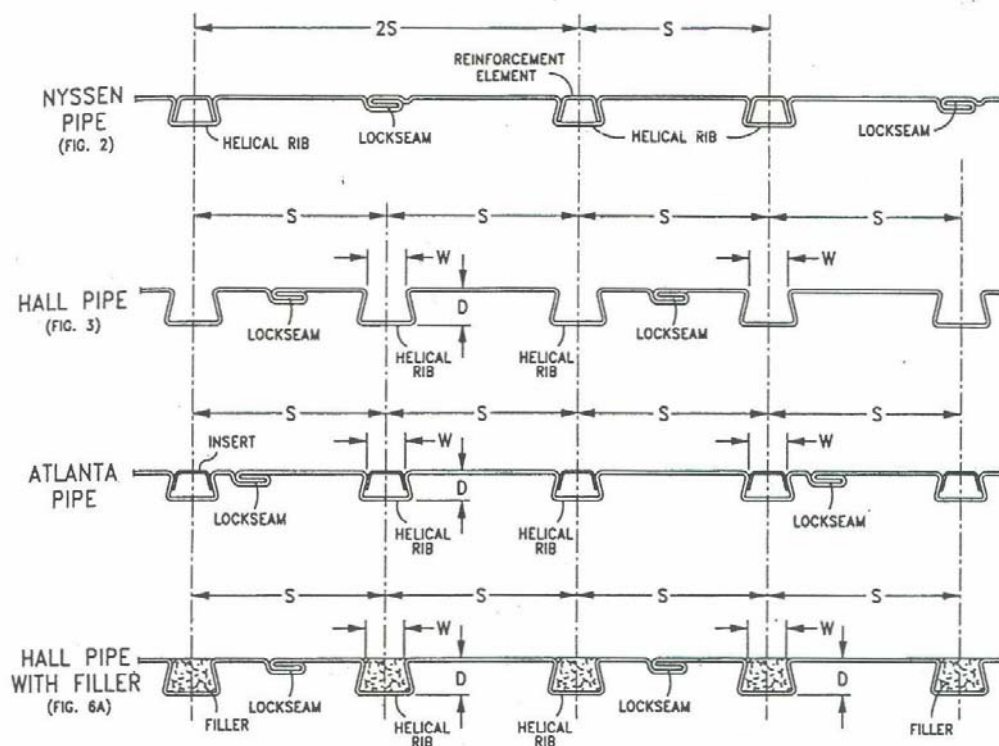 2S S
REINFORCEMENT
ELEMENT
NYSSEN
PIPE
(FIG. 2)
HELICAL RIB
LOCKSEAM
HELICAL RIB
LOCKSEAM
S S S S
W W
HALL PIPE
(FIG. 3)
D
LOCKSEAM
HELICAL
RIB
HELICAL
RIB
LOCKSEAM
S S S S
INSERT
W W
ATLANTA
PIPE
D
LOCKSEAM
HELICAL
RIB
HELICAL
RIB
LOCKSEAM
S S S S
W W
HALL PIPE
WITH FILLER
(FIG. 6A)
D D
FILLER
LOCKSEAM
HELICAL
RIB
HELICAL
RIB
LOCKSEAM
FILLER